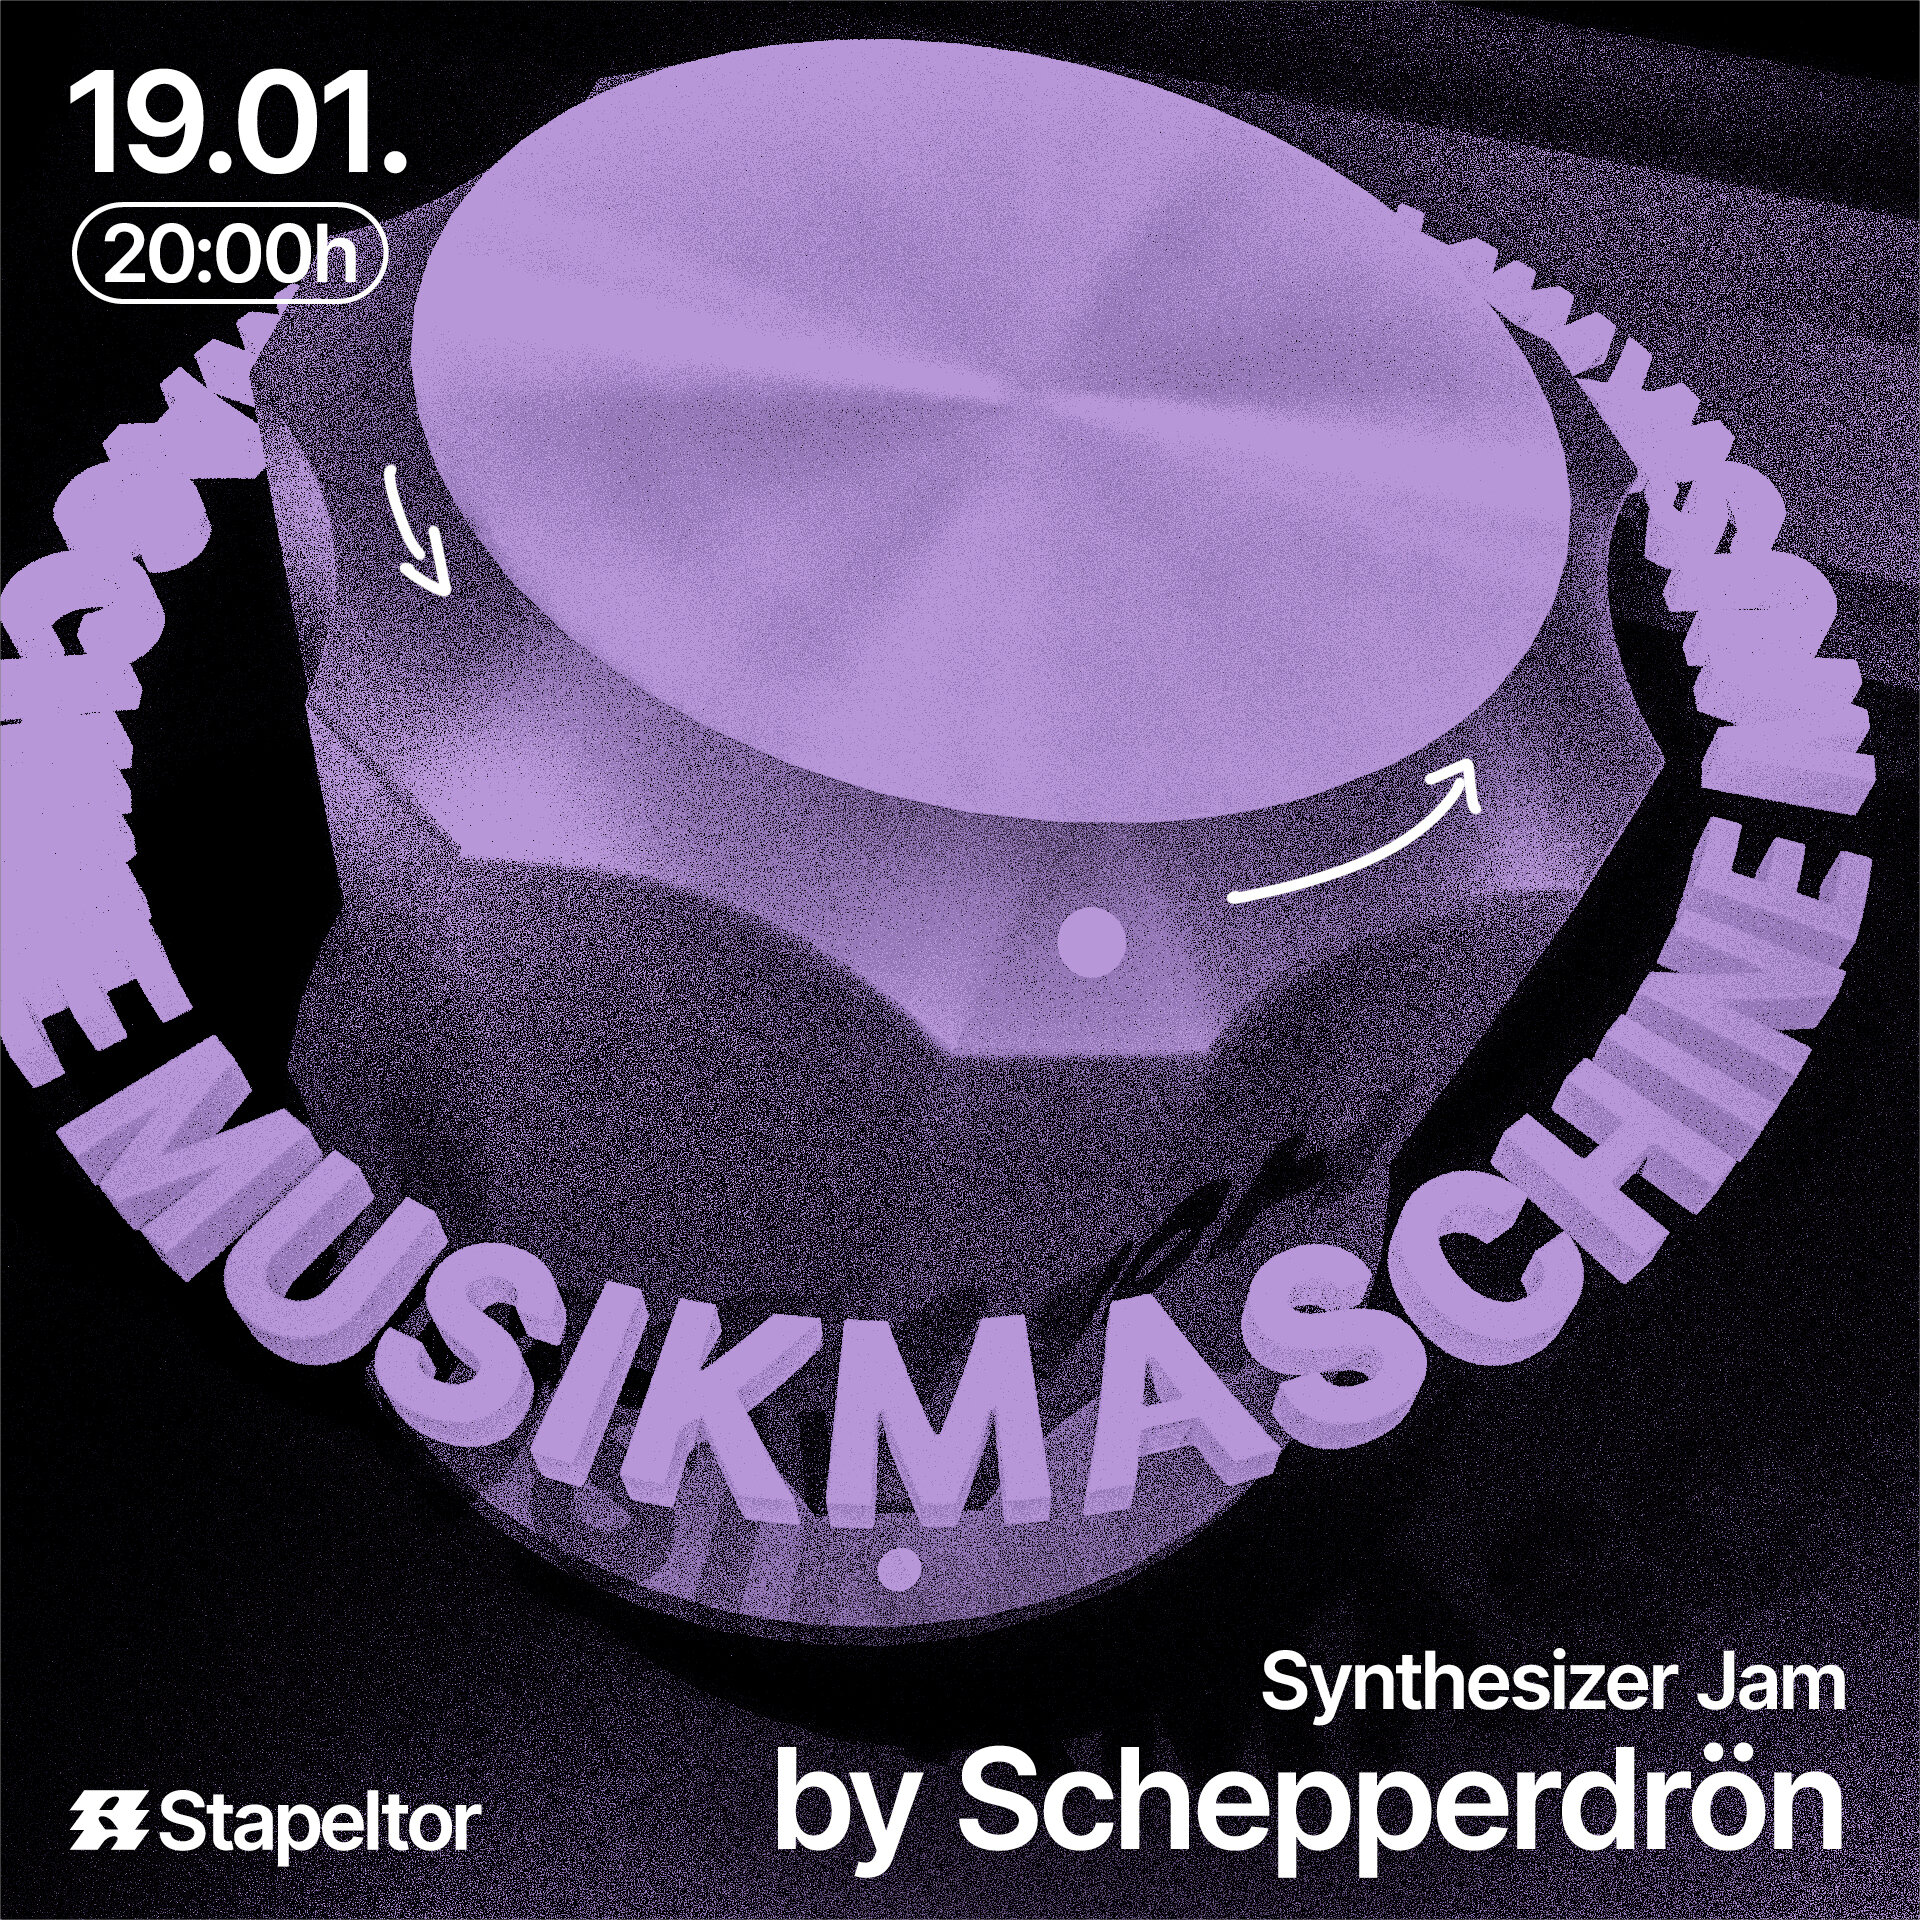 19.01.
20:00h
MUSIKMASCHINE
Synthesizer Jam
by Schepperdrön
Stapeltor